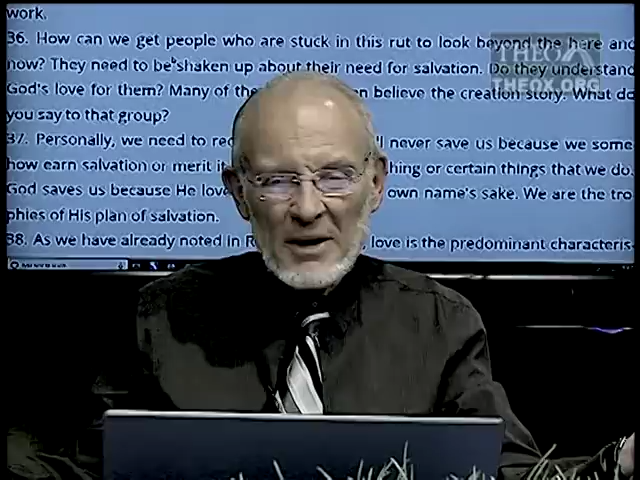 work.
36. How can we get people who are stuck in this rut to look beyond the here and
now? They need to be shaken up about their need for salvation. Do they understand
God's love for them? Many of the n believe the creation story. What do
you say to that group?
37. Personally, we need to rec ll never save us because we some
how earn salvation or merit it hing or certain things that we do.
God saves us because He love own name's sake. We are the tro
phies of His plan of salvation.
38. As we have already noted in R , love is the predominant characteris-
THEOX
THEOX.ORG